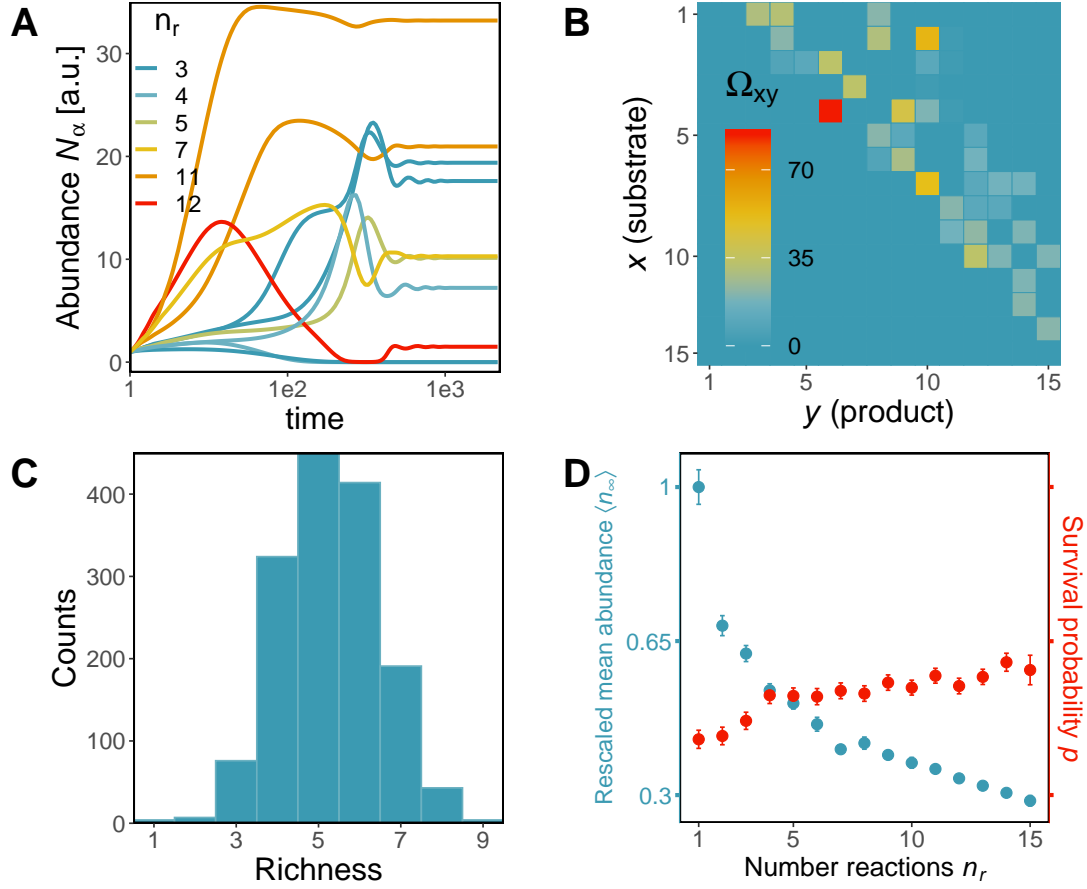 A
n_r
3
4
5
7
11
12
Abundance N_α [a.u.]
30
20
10
0
1
1e2
1e3
time
B
x (substrate)
1
5
10
15
Ω_xy
70
35
0
1
5
10
15
y (product)
C
Counts
400
300
200
100
0
1
3
5
7
9
Richness
D
Rescaled mean abundance ⟨n_∞⟩
1
0.65
0.3
Survival probability p
1
5
10
15
Number reactions n_r